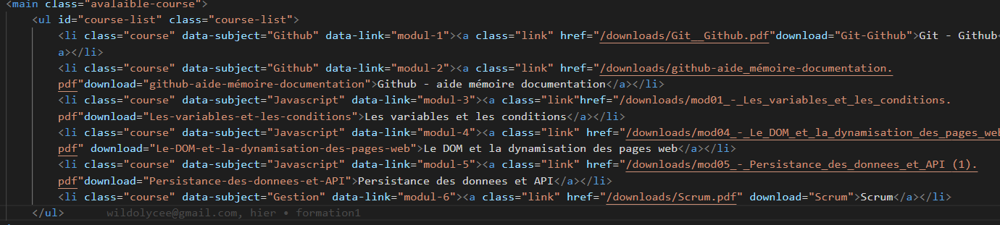 <main class="avalaible-course">
<ul id="course-list" class="course-list">
<li class="course" data-subject="Github" data-link="modul-1"><a class="link" href="/downloads/Git__Github.pdf"download="Git-Github">Git - Github<
a></li>
<li class="course" data-subject="Github" data-link="modul-2"><a class="link" href="/downloads/github-aide_mémoire-documentation.
pdf"download="github-aide-mémoire-documentation">Github - aide mémoire documentation</a></li>
<li class="course" data-subject="Javascript" data-link="modul-3"><a class="link"href="/downloads/mod01_-_Les_variables_et_les_conditions.
pdf"download="Les-variables-et-les-conditions">Les variables et les conditions</a></li>
<li class="course" data-subject="Javascript" data-link="modul-4"><a class="link" href="/downloads/mod04_-_Le_DOM_et_la_dynamisation_des_pages_web
pdf" download="Le-DOM-et-la-dynamisation-des-pages-web">Le DOM et la dynamisation des pages web</a></li>
<li class="course" data-subject="Javascript" data-link="modul-5"><a class="link" href="/downloads/mod05_-_Persistance_des_donnees_et_API (1).
pdf"download="Persistance-des-donnees-et-API">Persistance des donnees et API</a></li>
<li class="course" data-subject="Gestion" data-link="modul-6"><a class="link" href="/downloads/Scrum.pdf" download="Scrum">Scrum</a></li>
</ul> wildolycee@gmail.com, hier • formation1